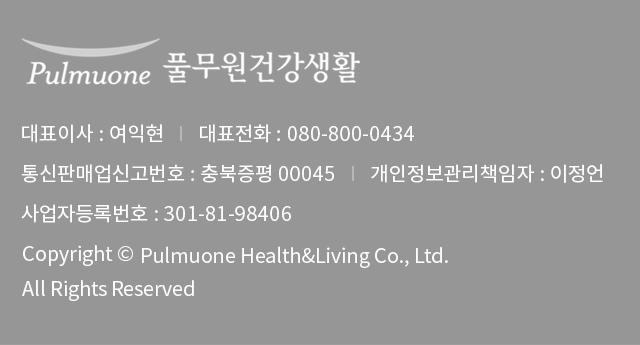 Pulmuone 풀무원건강생활
대표이사 : 여익현 | 대표전화 : 080-800-0434
통신판매업신고번호 : 충북증평 00045 | 개인정보관리책임자 : 이정언
사업자등록번호 : 301-81-98406
Copyright © Pulmuone Health&Living Co., Ltd.
All Rights Reserved